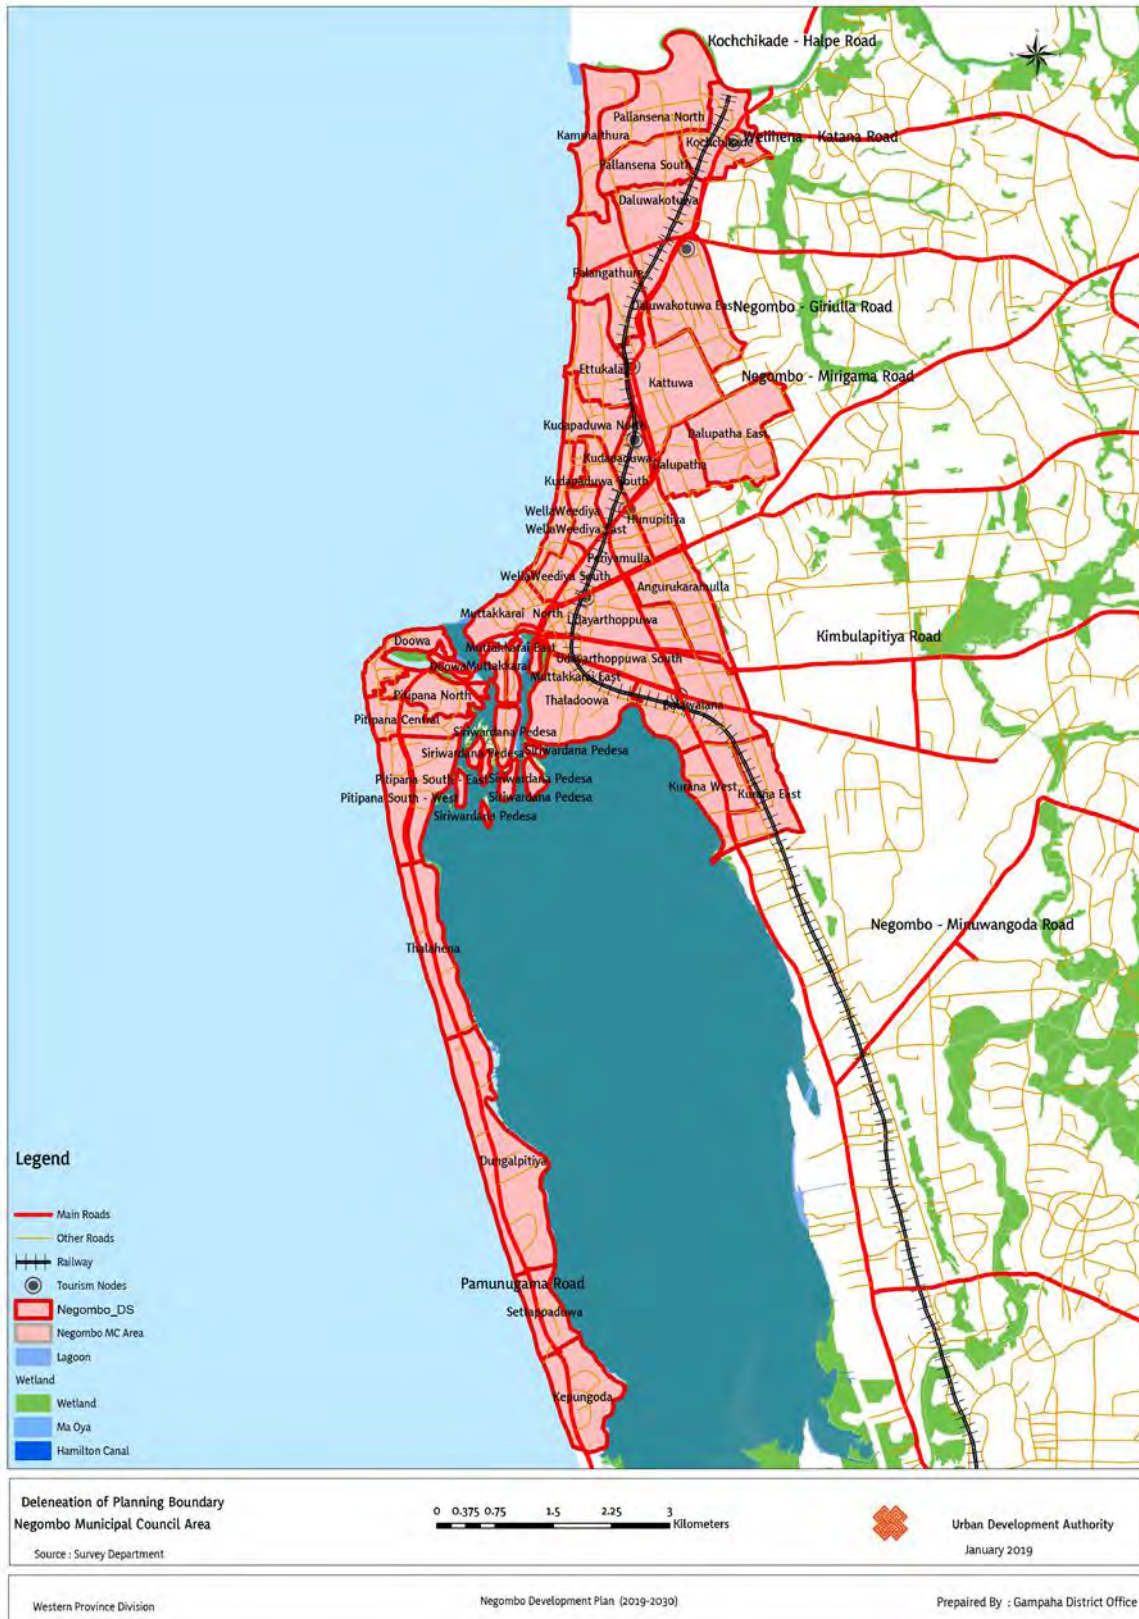 Kochchikade - Halpe Road
Pallansena North
Kammalthura
Kochchikade
Welihena - Katana Road
Pallansena South
Daluwakotuwa
Palangathure
Daluwakotuwa East
Negombo - Giriulla Road
Ettukala
Kattuwa
Negombo - Mirigama Road
Kudapaduwa North
Dalupatha East
Kudapaduwa
Dalupatha
Kudapaduwa South
WellaWeediya
Hunupitiya
WellaWeediya East
Periyamulla
WellaWeediya South
Angurukaramulla
Muttakkarai North
Udayarthoppuwa
Kimbulapitiya Road
Doowa
Muttakkarai East
Udayarthoppuwa South
Doowa
Muttakkarai
Muttakkarai East
Pitipana North
Thaladoowa
Bolawalana
Pitipana Central
Siriwardana Pedesa
Siriwardana Pedesa
Siriwardana Pedesa
Pitipana South - East
Siriwardana Pedesa
Kurana West
Kurana East
Pitipana South - West
Siriwardana Pedesa
Siriwardana Pedesa
Negombo - Minuwangoda Road
Thalahena
Dungalpitiya
Pamunugama Road
Settappaduwa
Kepungoda
Legend
Main Roads
Other Roads
Railway
Tourism Nodes
Negombo_DS
Negombo MC Area
Lagoon
Wetland
Wetland
Ma Oya
Hamilton Canal
Deleneation of Planning Boundary
Negombo Municipal Council Area
Source : Survey Department
0 0.375 0.75 1.5 2.25 3
Kilometers
Urban Development Authority
January 2019
Western Province Division
Negombo Development Plan (2019-2030)
Prepaired By : Gampaha District Office